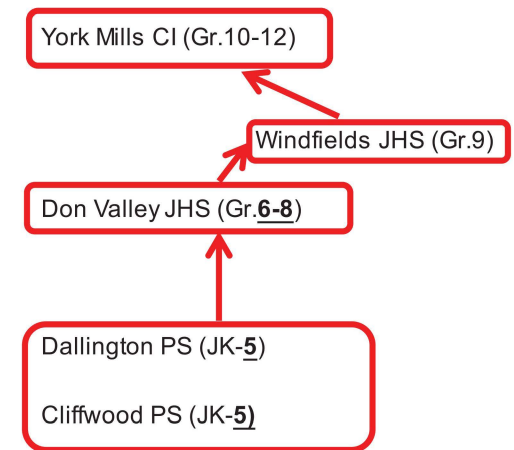 York Mills CI (Gr.10-12)
Windfields JHS (Gr.9)
Don Valley JHS (Gr.6-8)
Dallington PS (JK-5)
Cliffwood PS (JK-5)